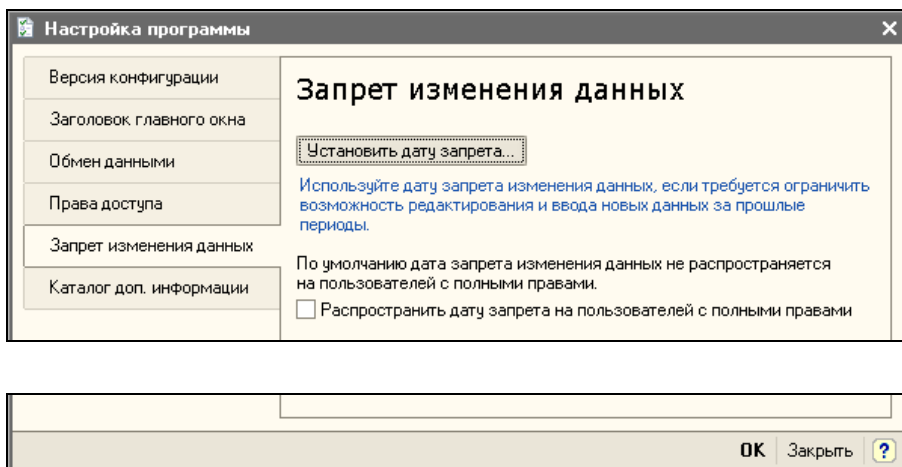 Настройка программы
Версия конфигурации
Заголовок главного окна
Обмен данными
Права доступа
Запрет изменения данных
Каталог доп. информации
Запрет изменения данных
Установить дату запрета...
Используйте дату запрета изменения данных, если требуется ограничить
возможность редактирования и ввода новых данных за прошлые
периоды.
По умолчанию дата запрета изменения данных не распространяется
на пользователей с полными правами.
Распространить дату запрета на пользователей с полными правами
OK Закрыть ?